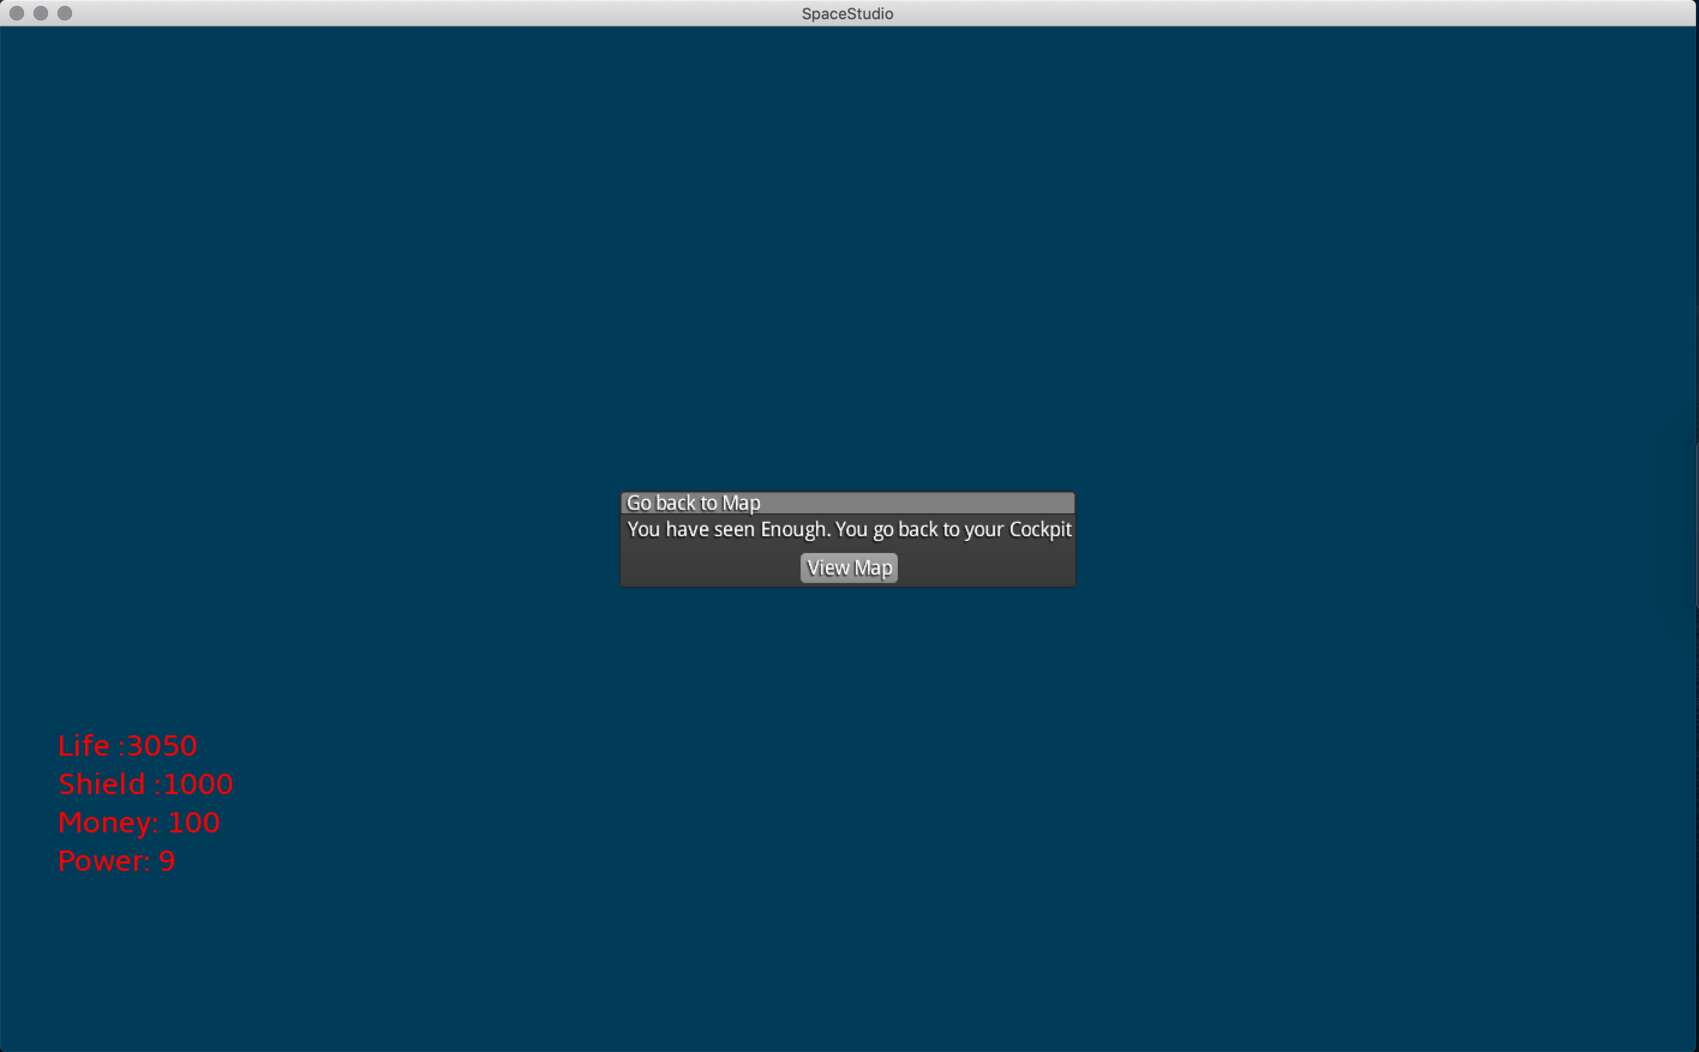 SpaceStudio
Go back to Map
You have seen Enough. You go back to your Cockpit
View Map
Life :3050
Shield :1000
Money: 100
Power: 9